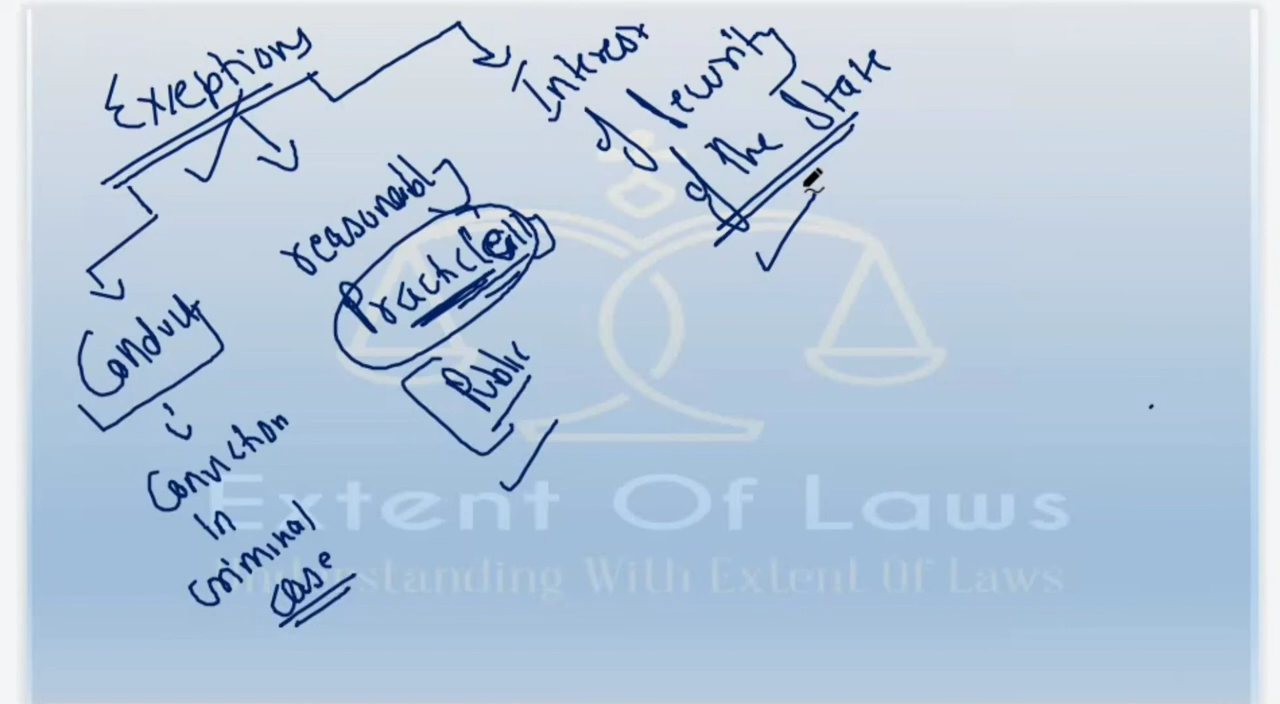 Exceptions
Interest
of Security
of the State
reasonabl
Practicle
Public
Conduct
Conviction
in
criminal
case
Extent Of Laws
Understanding With Extent Of Laws